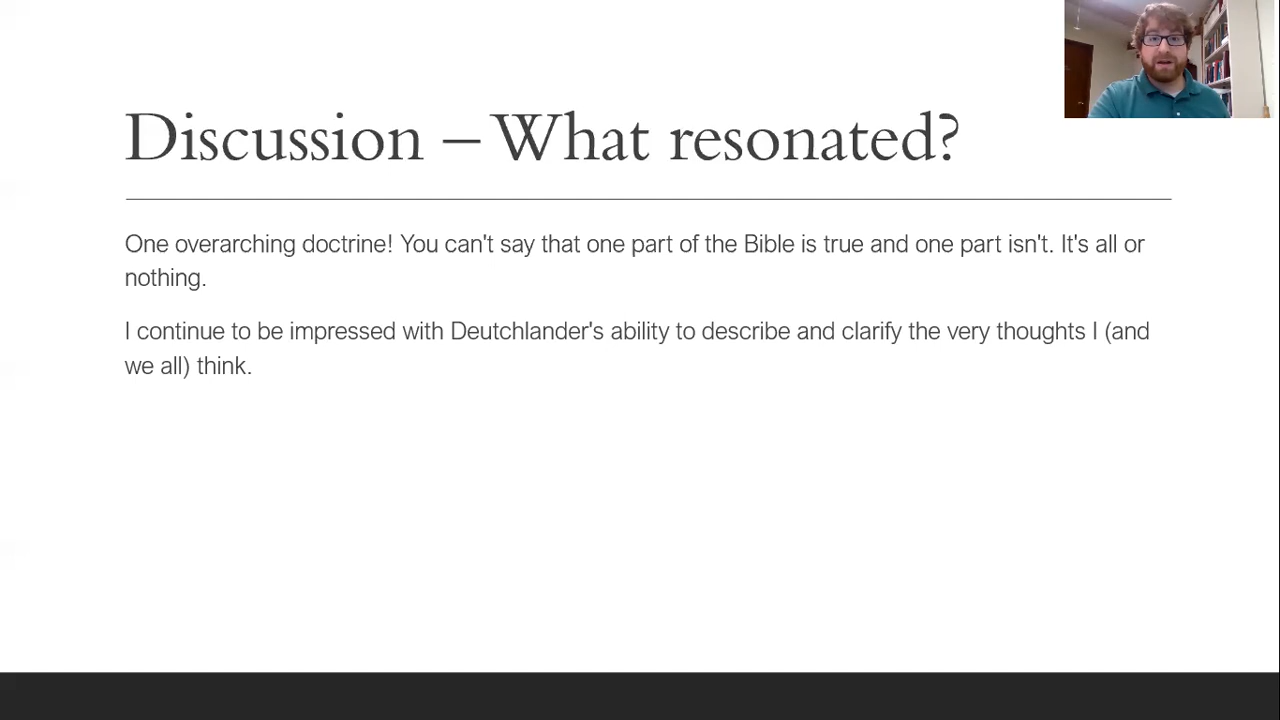 Discussion – What resonated?
One overarching doctrine! You can't say that one part of the Bible is true and one part isn't. It's all or
nothing.
I continue to be impressed with Deutchlander's ability to describe and clarify the very thoughts I (and
we all) think.